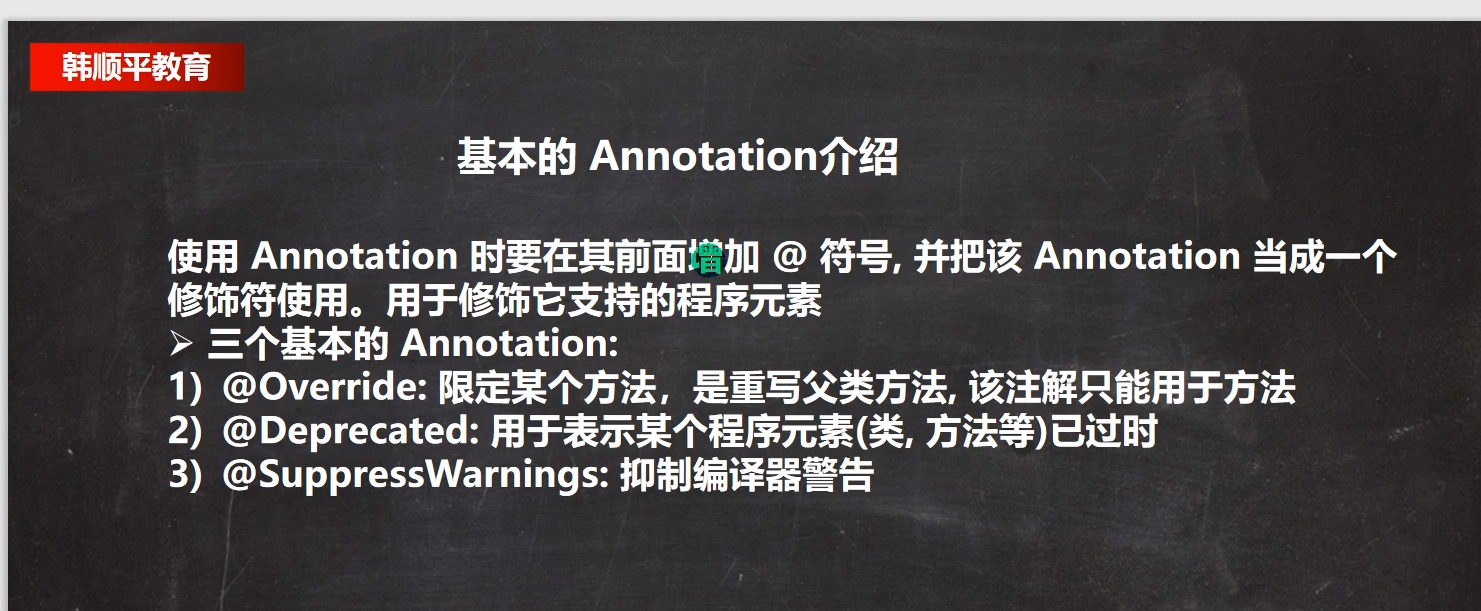 韩顺平教育
基本的 Annotation介绍
使用 Annotation 时要在其前面增加 @ 符号, 并把该 Annotation 当成一个
修饰符使用。用于修饰它支持的程序元素
➢ 三个基本的 Annotation:
1) @Override: 限定某个方法，是重写父类方法, 该注解只能用于方法
2) @Deprecated: 用于表示某个程序元素(类, 方法等)已过时
3) @SuppressWarnings: 抑制编译器警告